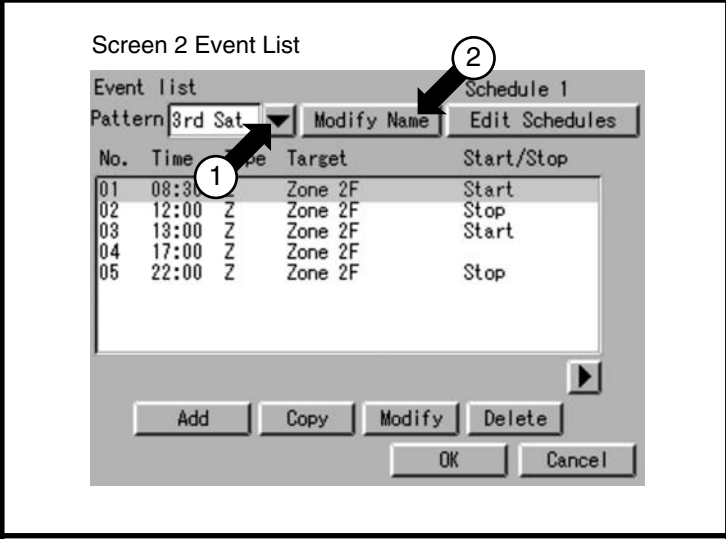 Screen 2 Event List
2
Event list Schedule 1
Pattern 3rd Sat Modify Name Edit Schedules
1
No. Time Target Start/Stop
01 08:30 Zone 2F Start
02 12:00 Z Zone 2F Stop
03 13:00 Z Zone 2F Start
04 17:00 Z Zone 2F
05 22:00 Z Zone 2F Stop
Add Copy Modify Delete
OK Cancel